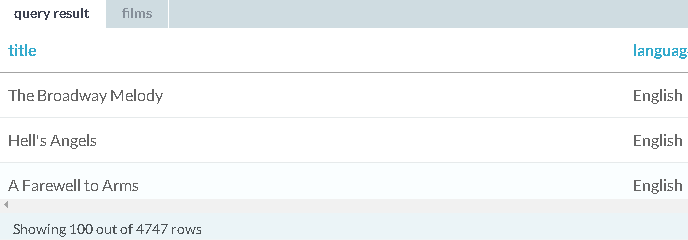 query result films
title languag
The Broadway Melody English
Hell's Angels English
A Farewell to Arms English
Showing 100 out of 4747 rows